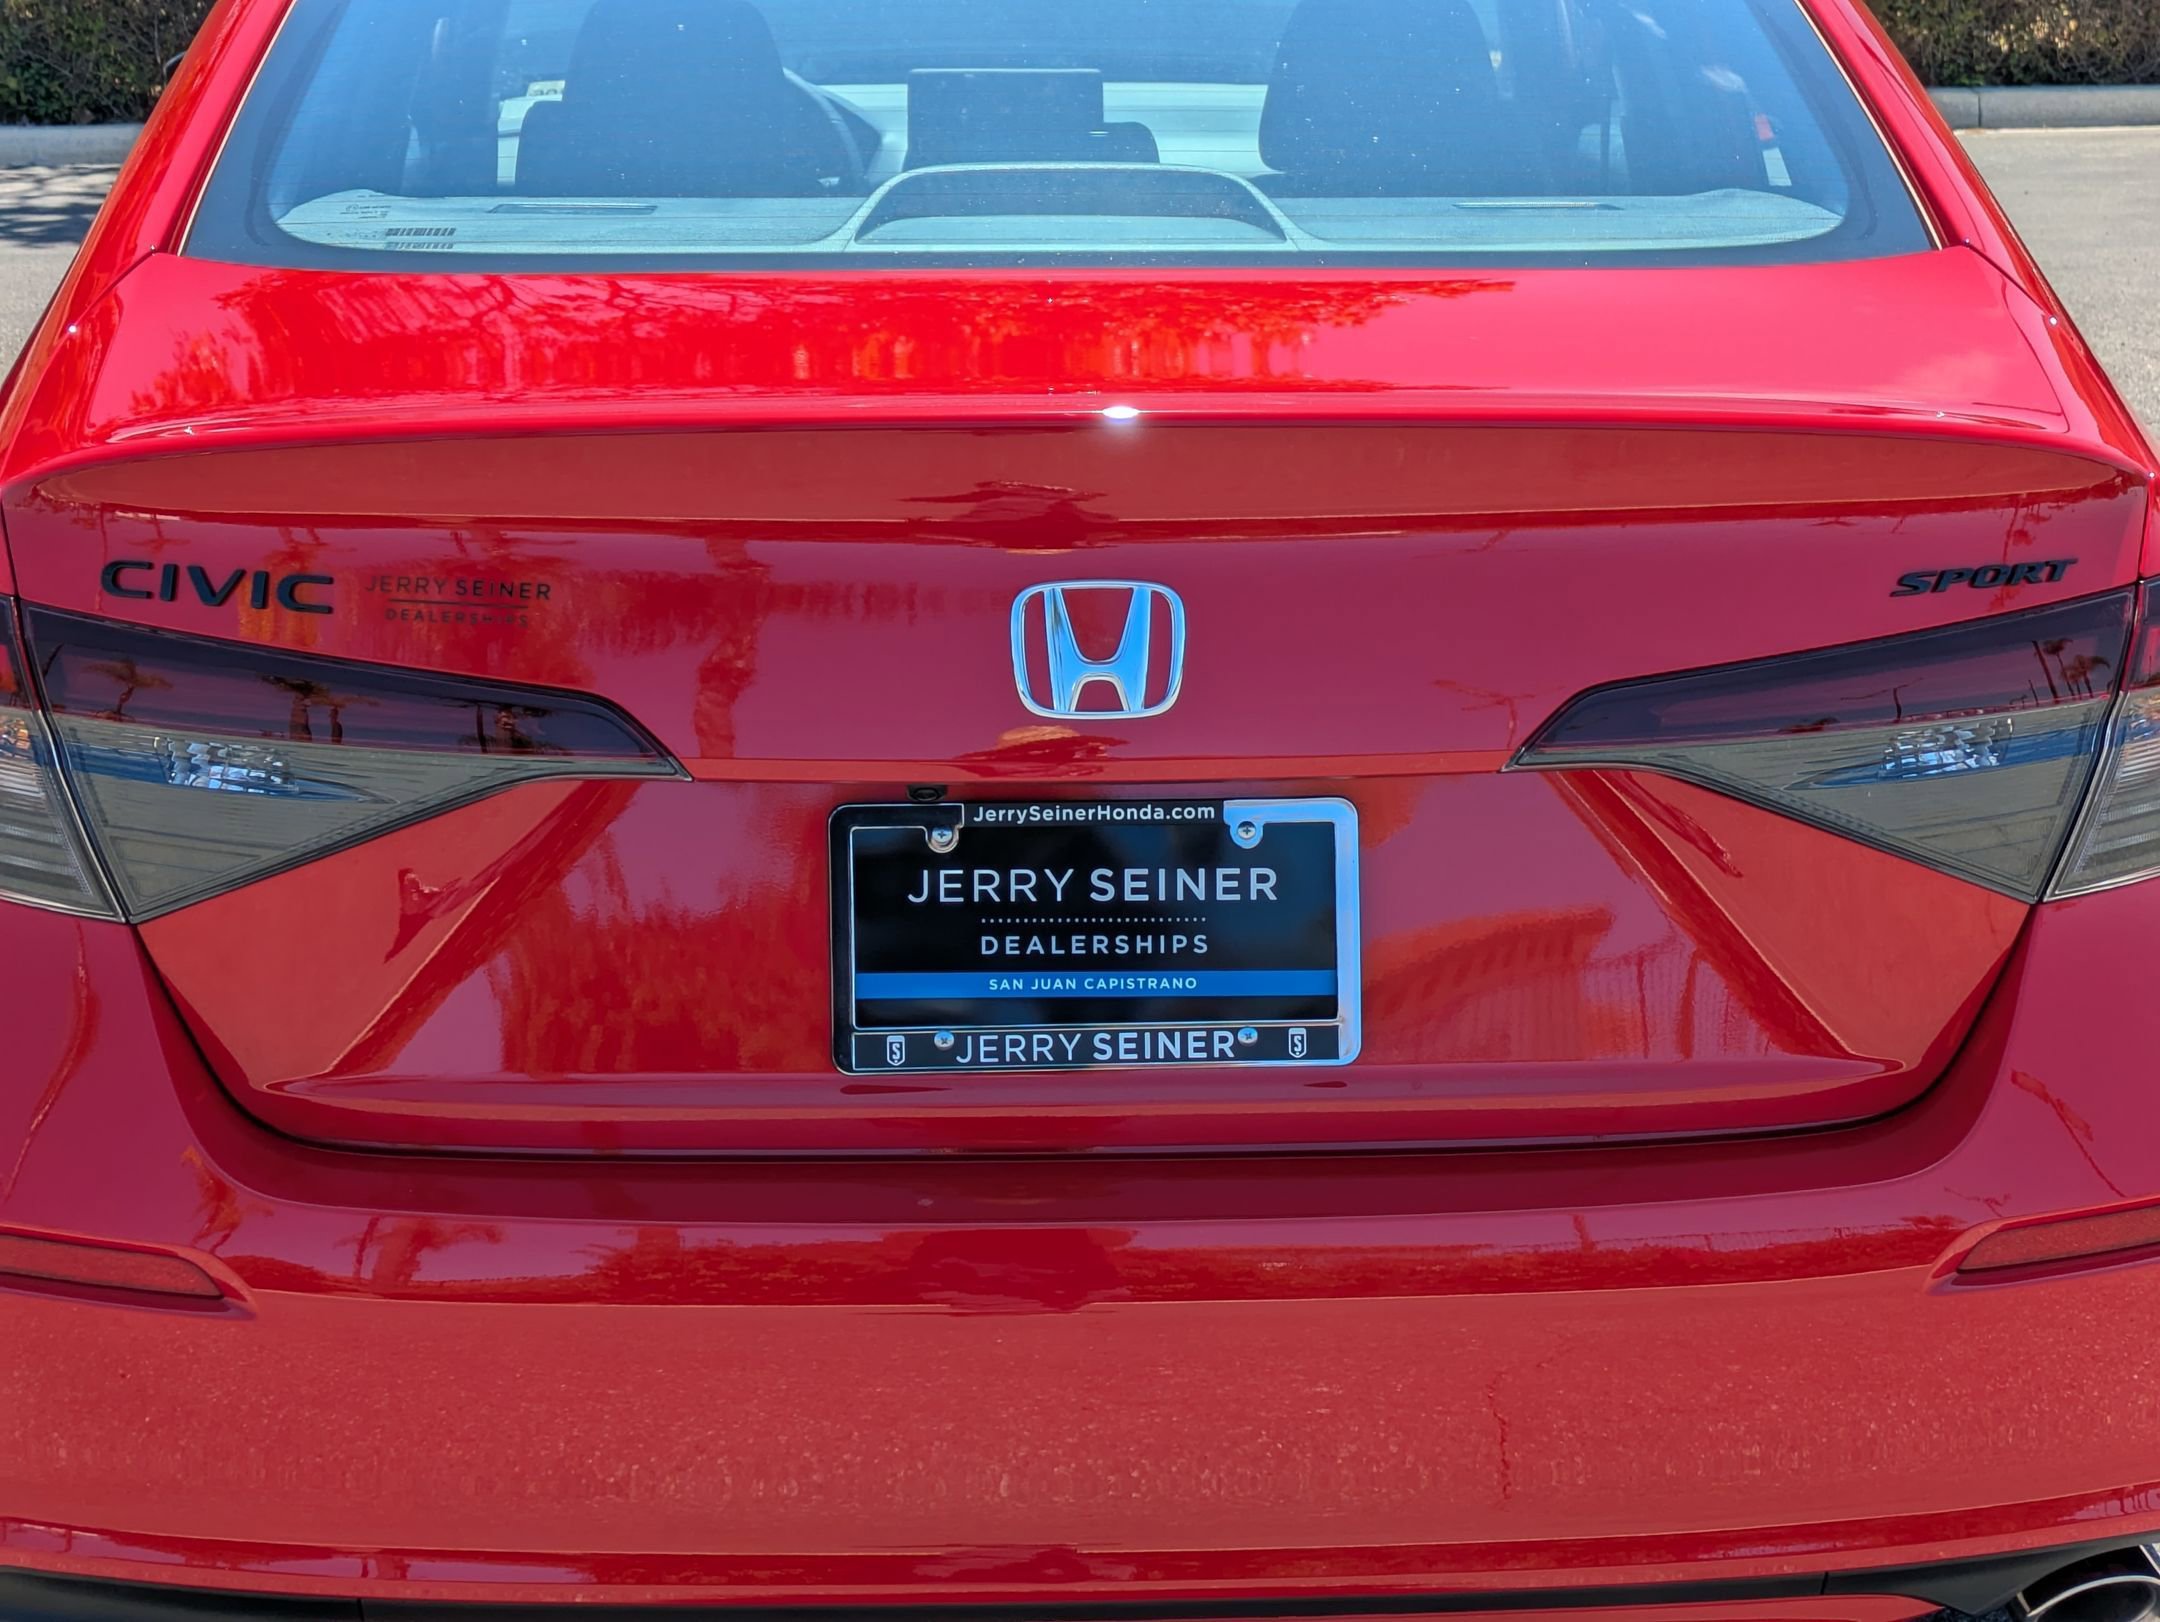 CIVIC
JERRY SEINER
DEALERSHIPS
SPORT
JerrySeinerHonda.com
JERRY SEINER
DEALERSHIPS
SAN JUAN CAPISTRANO
S JERRY SEINER S